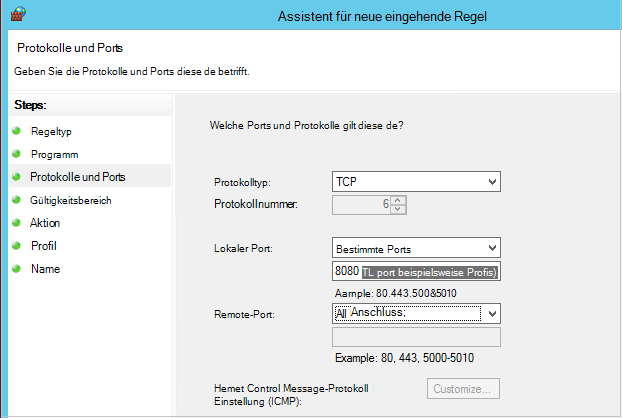 Assistent für neue eingehende Regel
Protokolle und Ports
Geben Sie die Protokolle und Ports diese de betrifft.
Steps:
Regeltyp
Programm
Protokolle und Ports
Gültigkeitsbereich
Aktion
Profil
Name
Welche Ports und Protokolle gilt diese de?
Protokolltyp: TCP
Protokollnummer: 6
Lokaler Port: Bestimmte Ports
8080 TL port beispielsweise Profis)
Aample: 80.443.500&5010
Remote-Port: All Anschluss;
Example: 80, 443, 5000-5010
Hemet Control Message-Protokoll
Einstellung (ICMP): Customize...